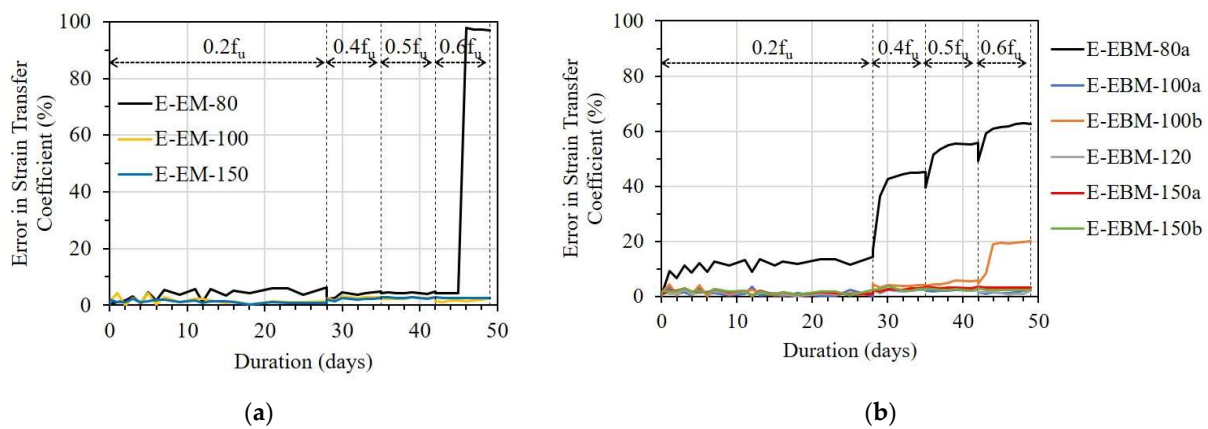 Error in Strain Transfer
Coefficient (%)
100
80
60
40
20
0
0.2fu
0.4fu
0.5fu
0.6fu
E-EM-80
E-EM-100
E-EM-150
0 10 20 30 40 50
Duration (days)
(a)
Error in Strain Transfer
Coefficient (%)
100
80
60
40
20
0
0.2fu
0.4fu
0.5fu
0.6fu
0 10 20 30 40 50
Duration (days)
E-EBM-80a
E-EBM-100a
E-EBM-100b
E-EBM-120
E-EBM-150a
E-EBM-150b
(b)